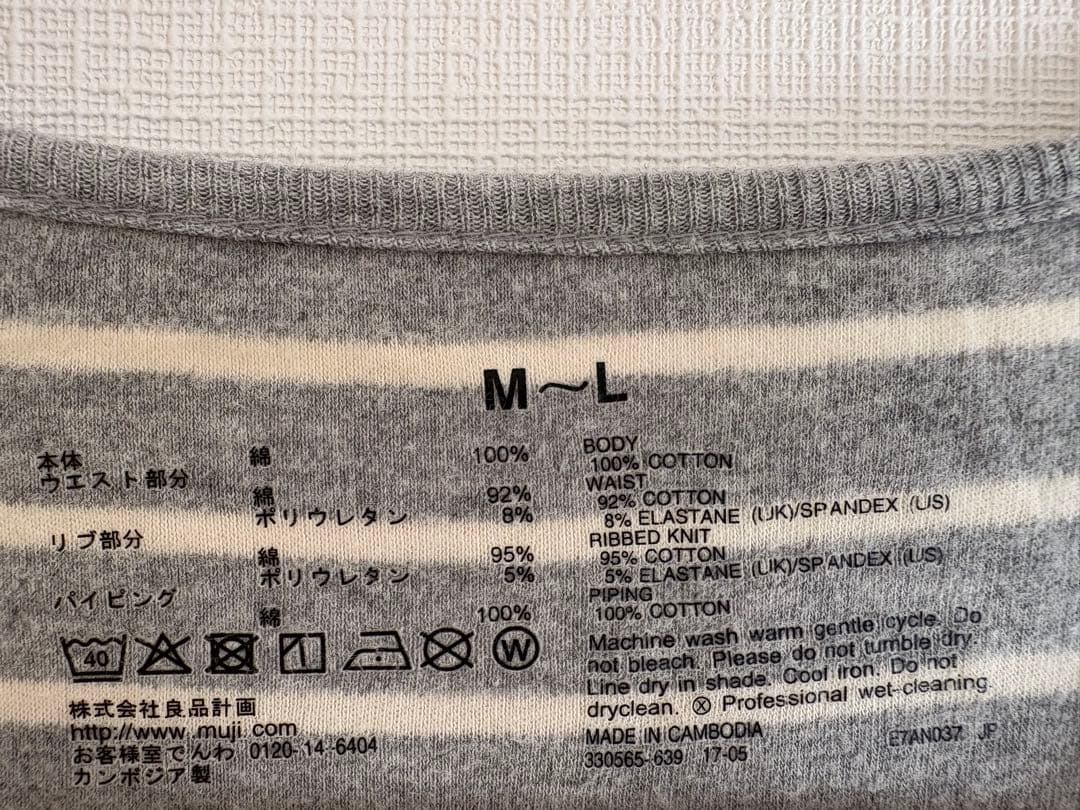 M～L
本体 綿 100%
ウエスト部分
綿 92%
ポリウレタン 8%
リブ部分
綿 95%
ポリウレタン 5%
パイピング
綿 100%
40
W
株式会社良品計画
http://www.muji.com
お客様室でんわ 0120-14-6404
カンボジア製
BODY
100% COTTON
WAIST
92% COTTON
8% ELASTANE (UK)/SPANDEX (US)
RIBBED KNIT
95% COTTON
5% ELASTANE (UK)/SPANDEX (US)
PIPING
100% COTTON
Machine wash warm gentle cycle. Do
not bleach. Please do not tumble dry.
Line dry in shade. Cool iron. Do not
dryclean. Ⓧ Professional wet-cleaning.
MADE IN CAMBODIA
330565-639 17-05
E7AN037 JP